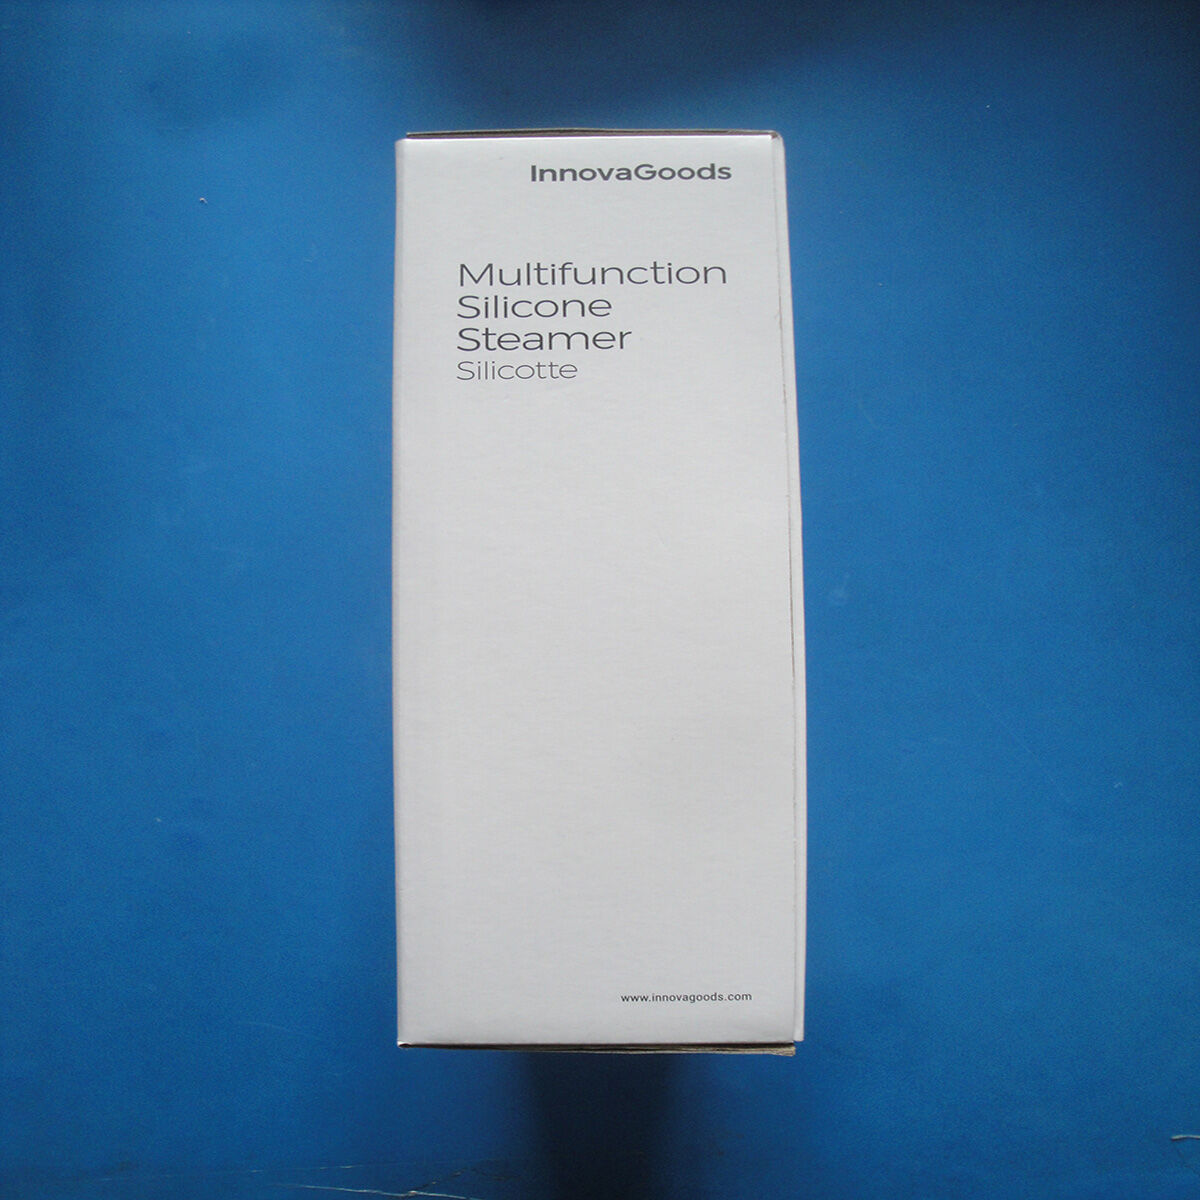 InnovaGoods
Multifunction
Silicone
Steamer
Silicotte
www.innovagoods.com